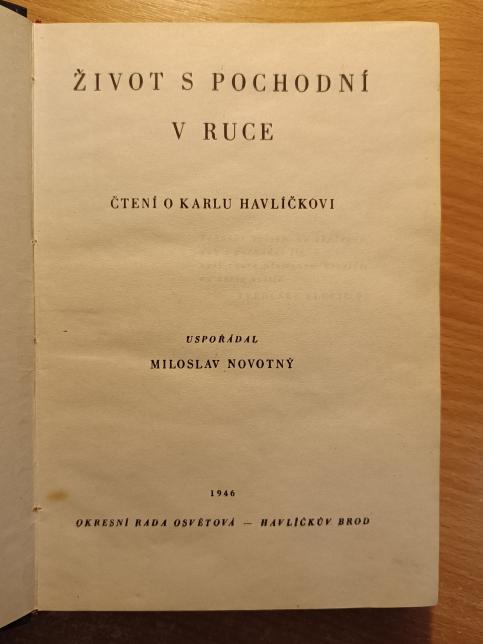 ŽIVOT S POCHODNÍ
V RUCE
ČTENÍ O KARLU HAVLÍČKOVI
USPOŘÁDAL
MILOSLAV NOVOTNÝ
1946
OKRESNÍ RADA OSVĚTOVÁ — HAVLÍČKŮV BROD